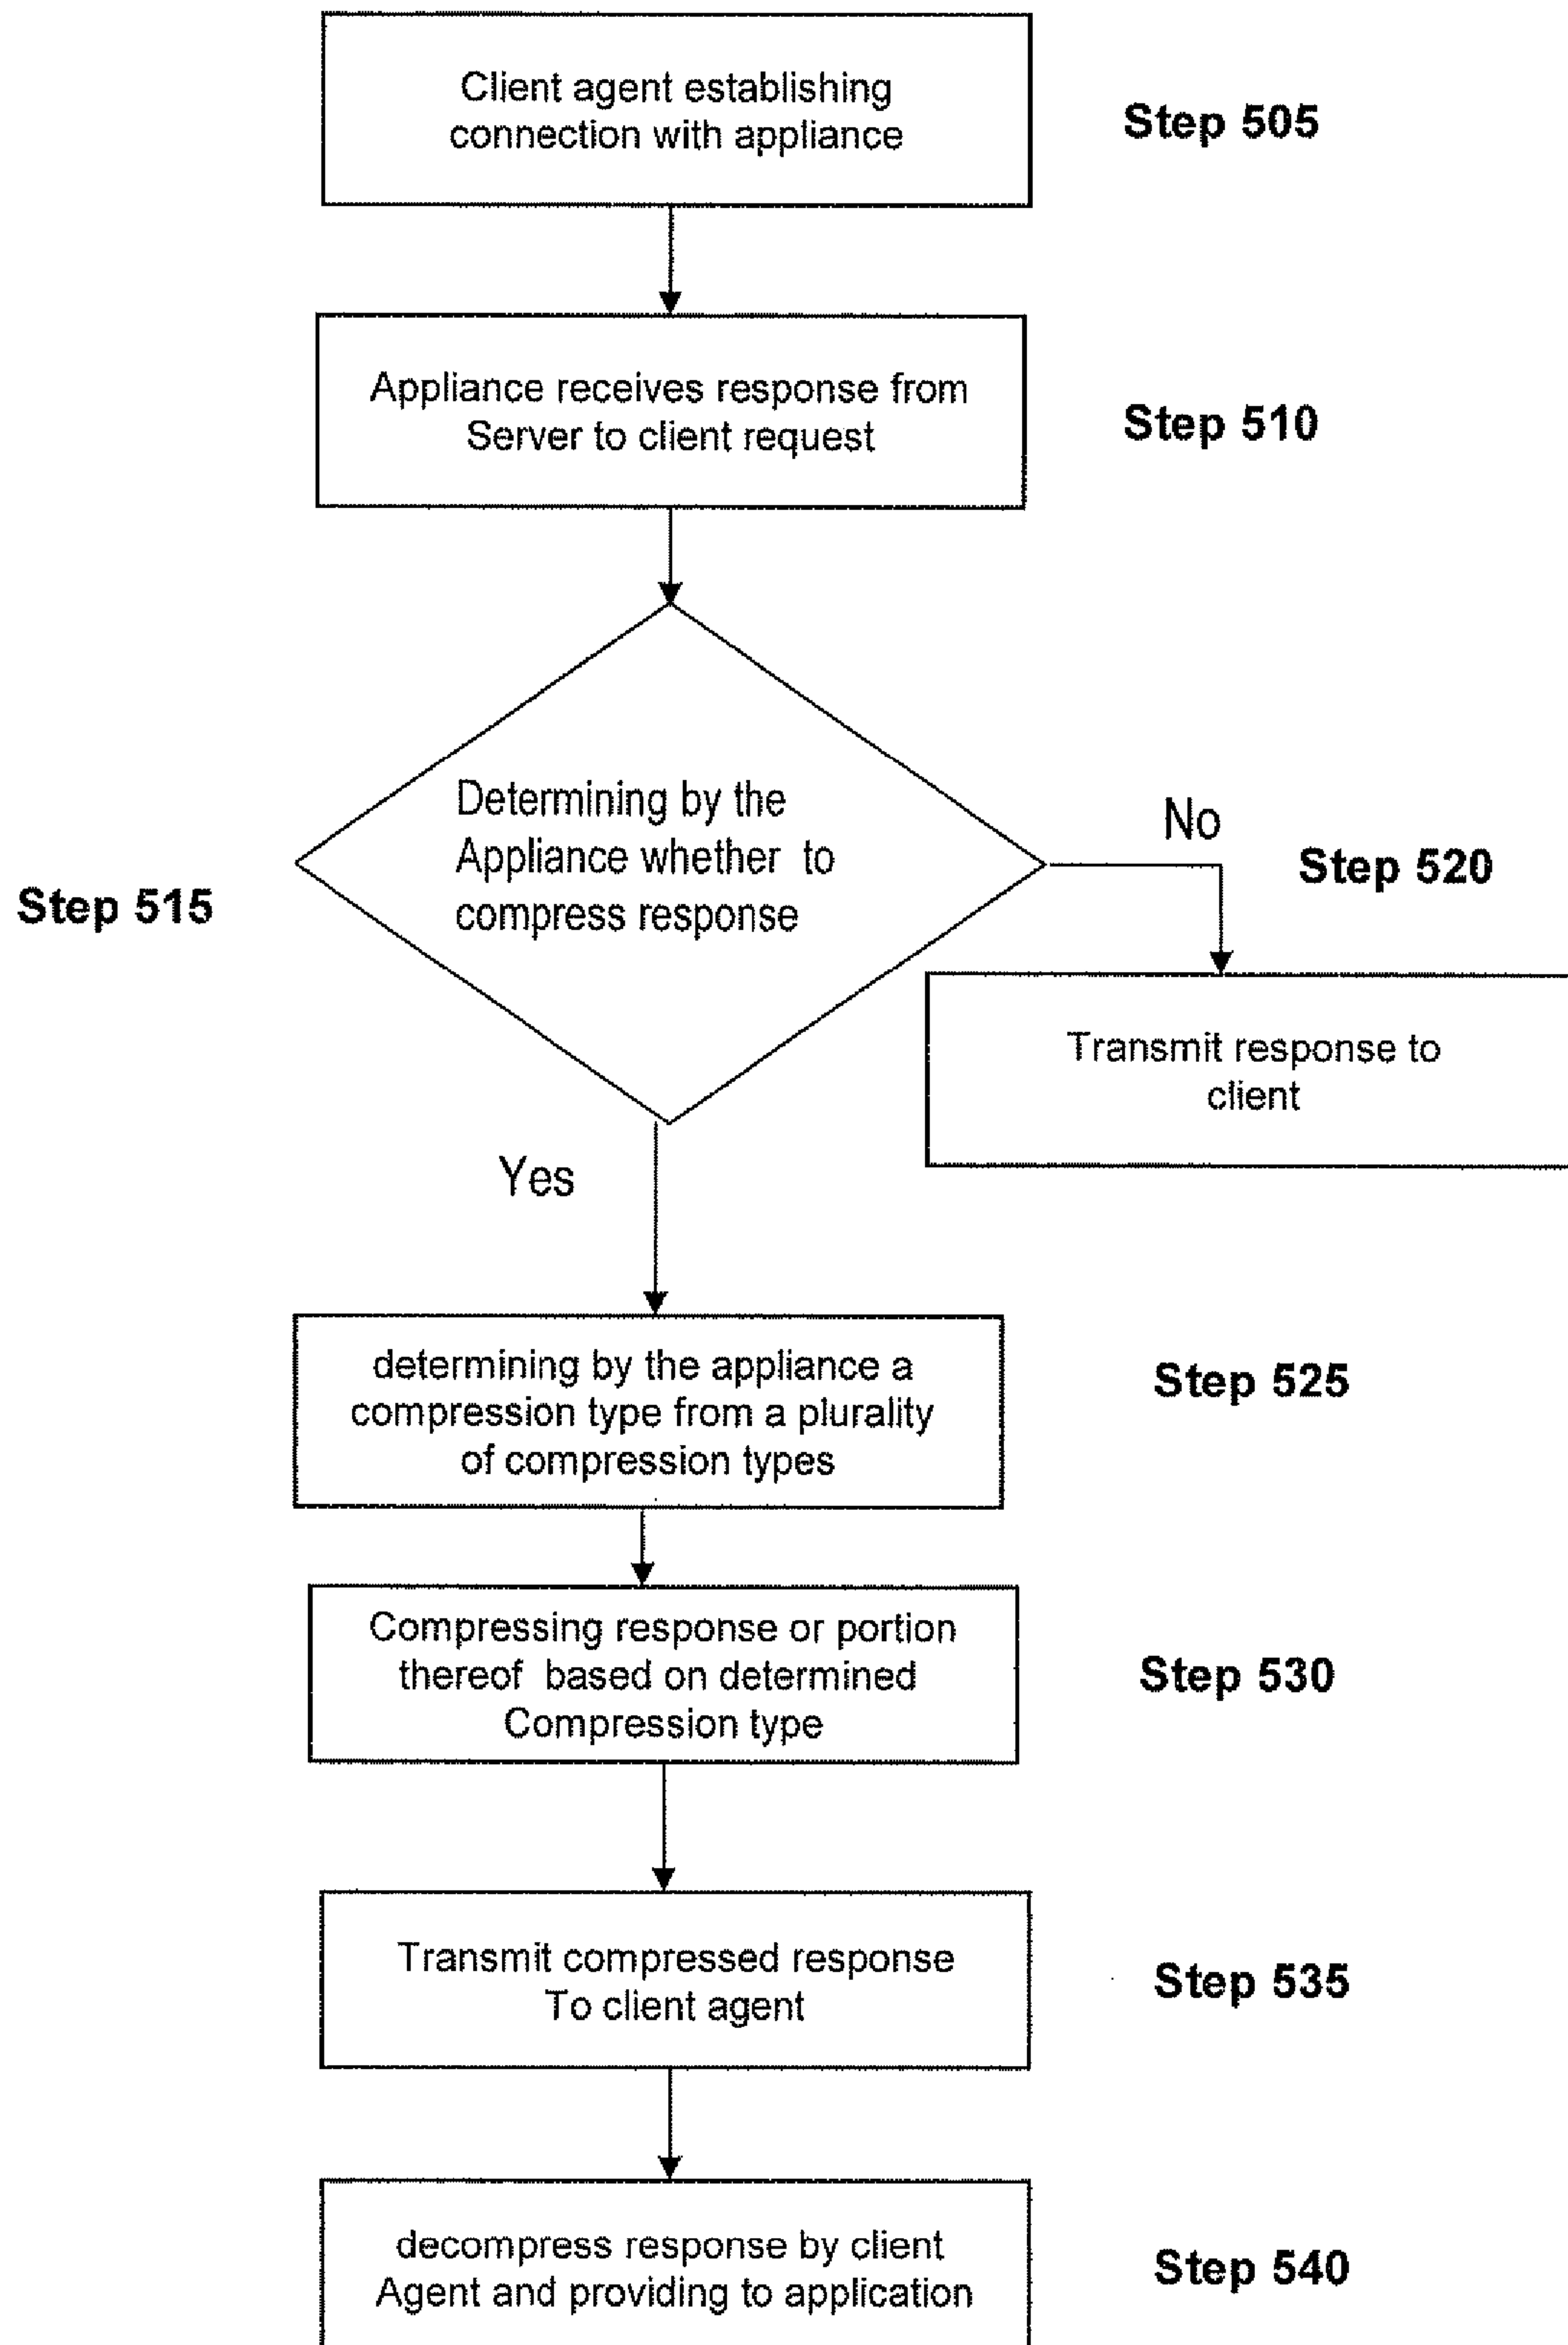 Client agent establishing
connection with appliance
Step 505
Appliance receives response from
Server to client request
Step 510
Determining by the
Appliance whether to
compress response
Step 515
No
Step 520
Transmit response to
client
Yes
determining by the appliance a
compression type from a plurality
of compression types
Step 525
Compressing response or portion
thereof based on determined
Compression type
Step 530
Transmit compressed response
To client agent
Step 535
decompress response by client
Agent and providing to application
Step 540